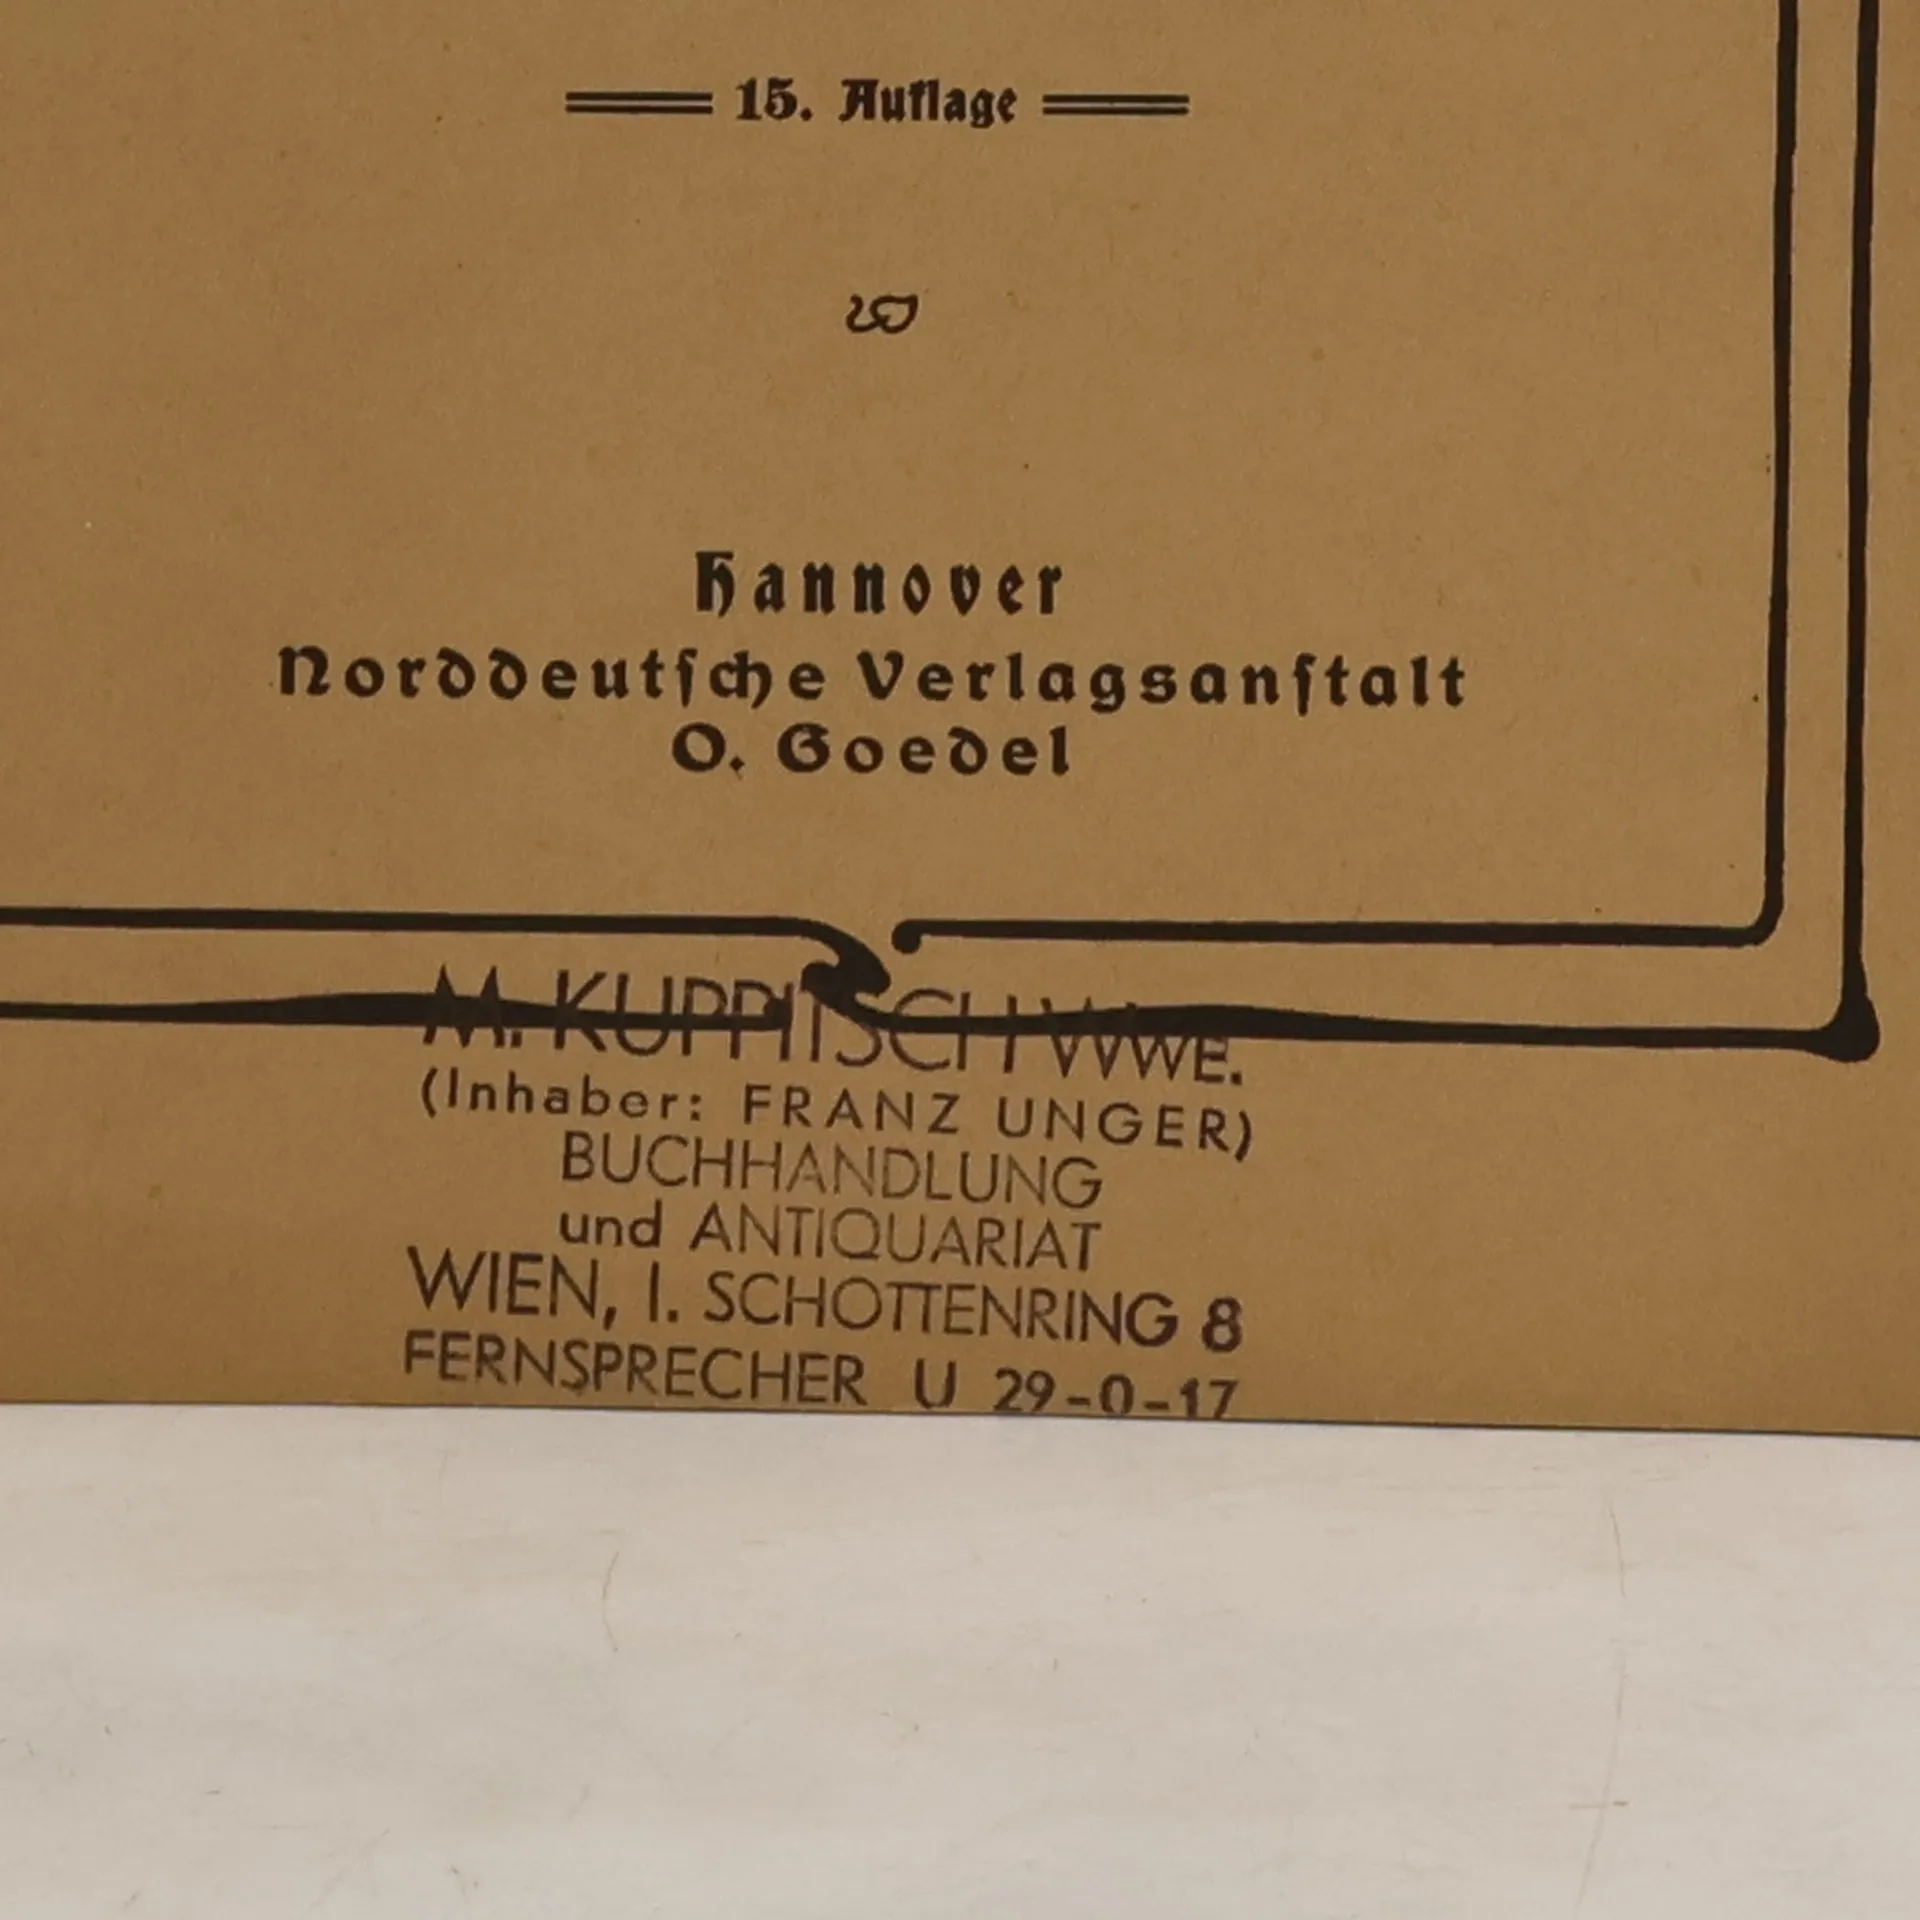 15. Auflage
Hannover
Norddeutsche Verlagsanstalt
O. Goedel
M. KUPPITSCH WWE.
(Inhaber: FRANZ UNGER)
BUCHHANDLUNG
und ANTIQUARIAT
WIEN, I. SCHOTTENRING 8
FERNSPRECHER U 29-0-17